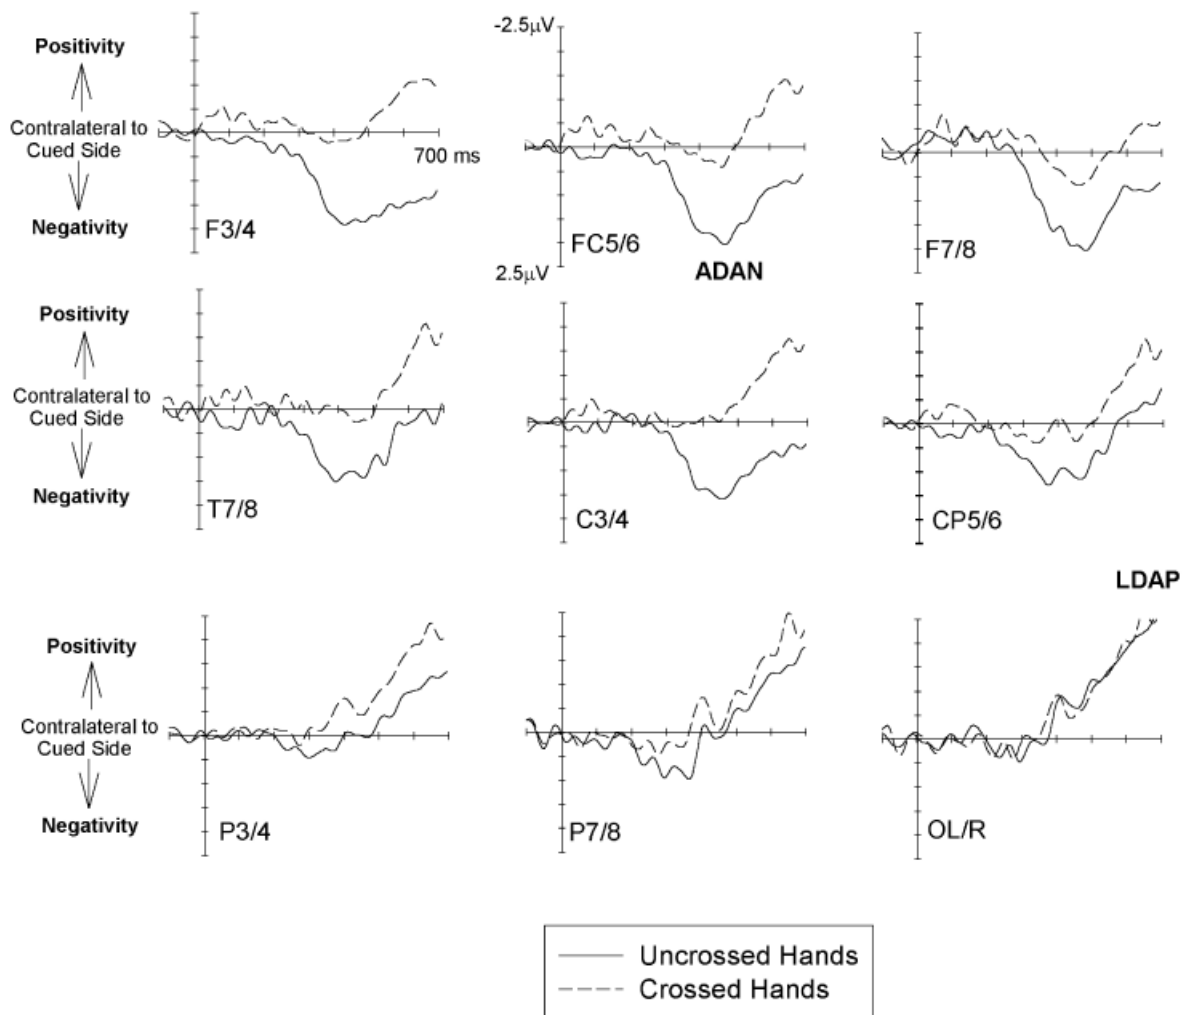 Positivity
Contralateral to
Cued Side
Negativity
700 ms
F3/4
-2.5µV
2.5µV
FC5/6
ADAN
F7/8
Positivity
Contralateral to
Cued Side
Negativity
T7/8
C3/4
CP5/6
LDAP
Positivity
Contralateral to
Cued Side
Negativity
P3/4
P7/8
OL/R
Uncrossed Hands
Crossed Hands